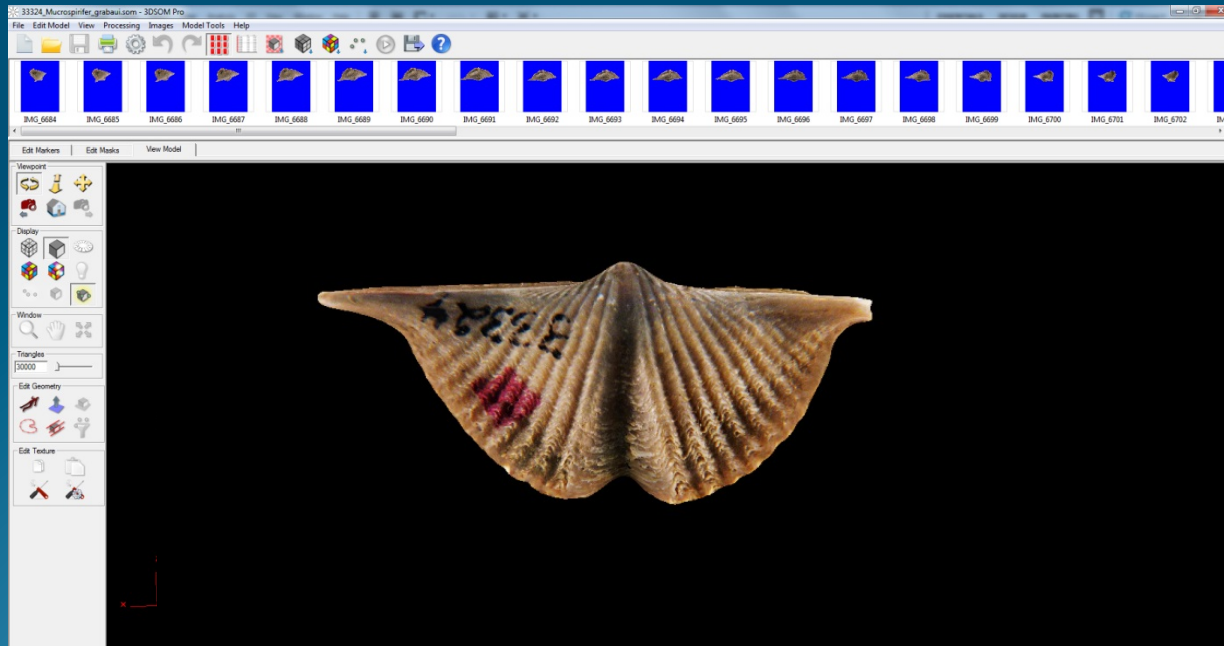 33324_Mucrospirifer_grabaui.som - 3DSOM Pro
File Edit Model View Processing Images Model Tools Help
IMG_6684 IMG_6685 IMG_6686 IMG_6687 IMG_6688 IMG_6689 IMG_6690 IMG_6691 IMG_6692 IMG_6693 IMG_6694 IMG_6695 IMG_6696 IMG_6697 IMG_6698 IMG_6699 IMG_6700 IMG_6701 IMG_6702
Edit Markers Edit Masks View Model
Viewpoint
Display
33324
Window
Triangles
30000
Edit Geometry
Edit Texture
x